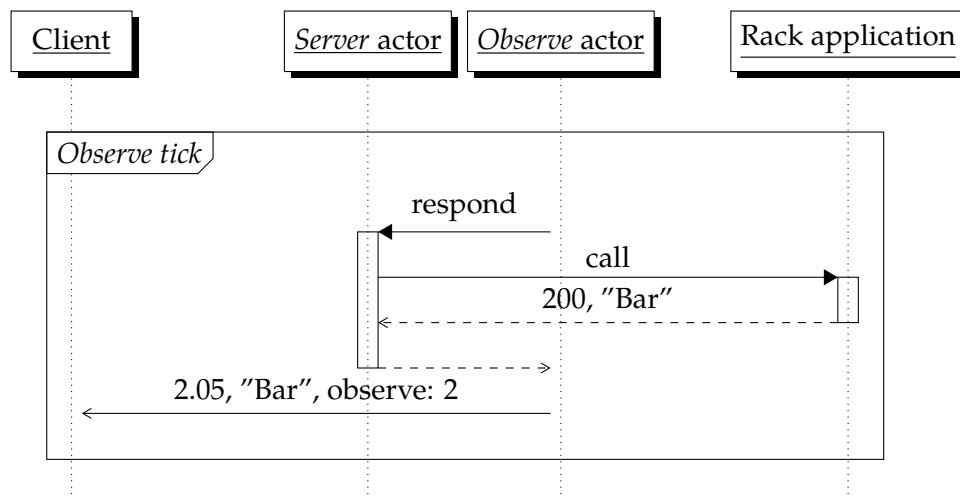 Client
Server actor
Observe actor
Rack application
Observe tick
respond
call
200, ”Bar”
2.05, ”Bar”, observe: 2